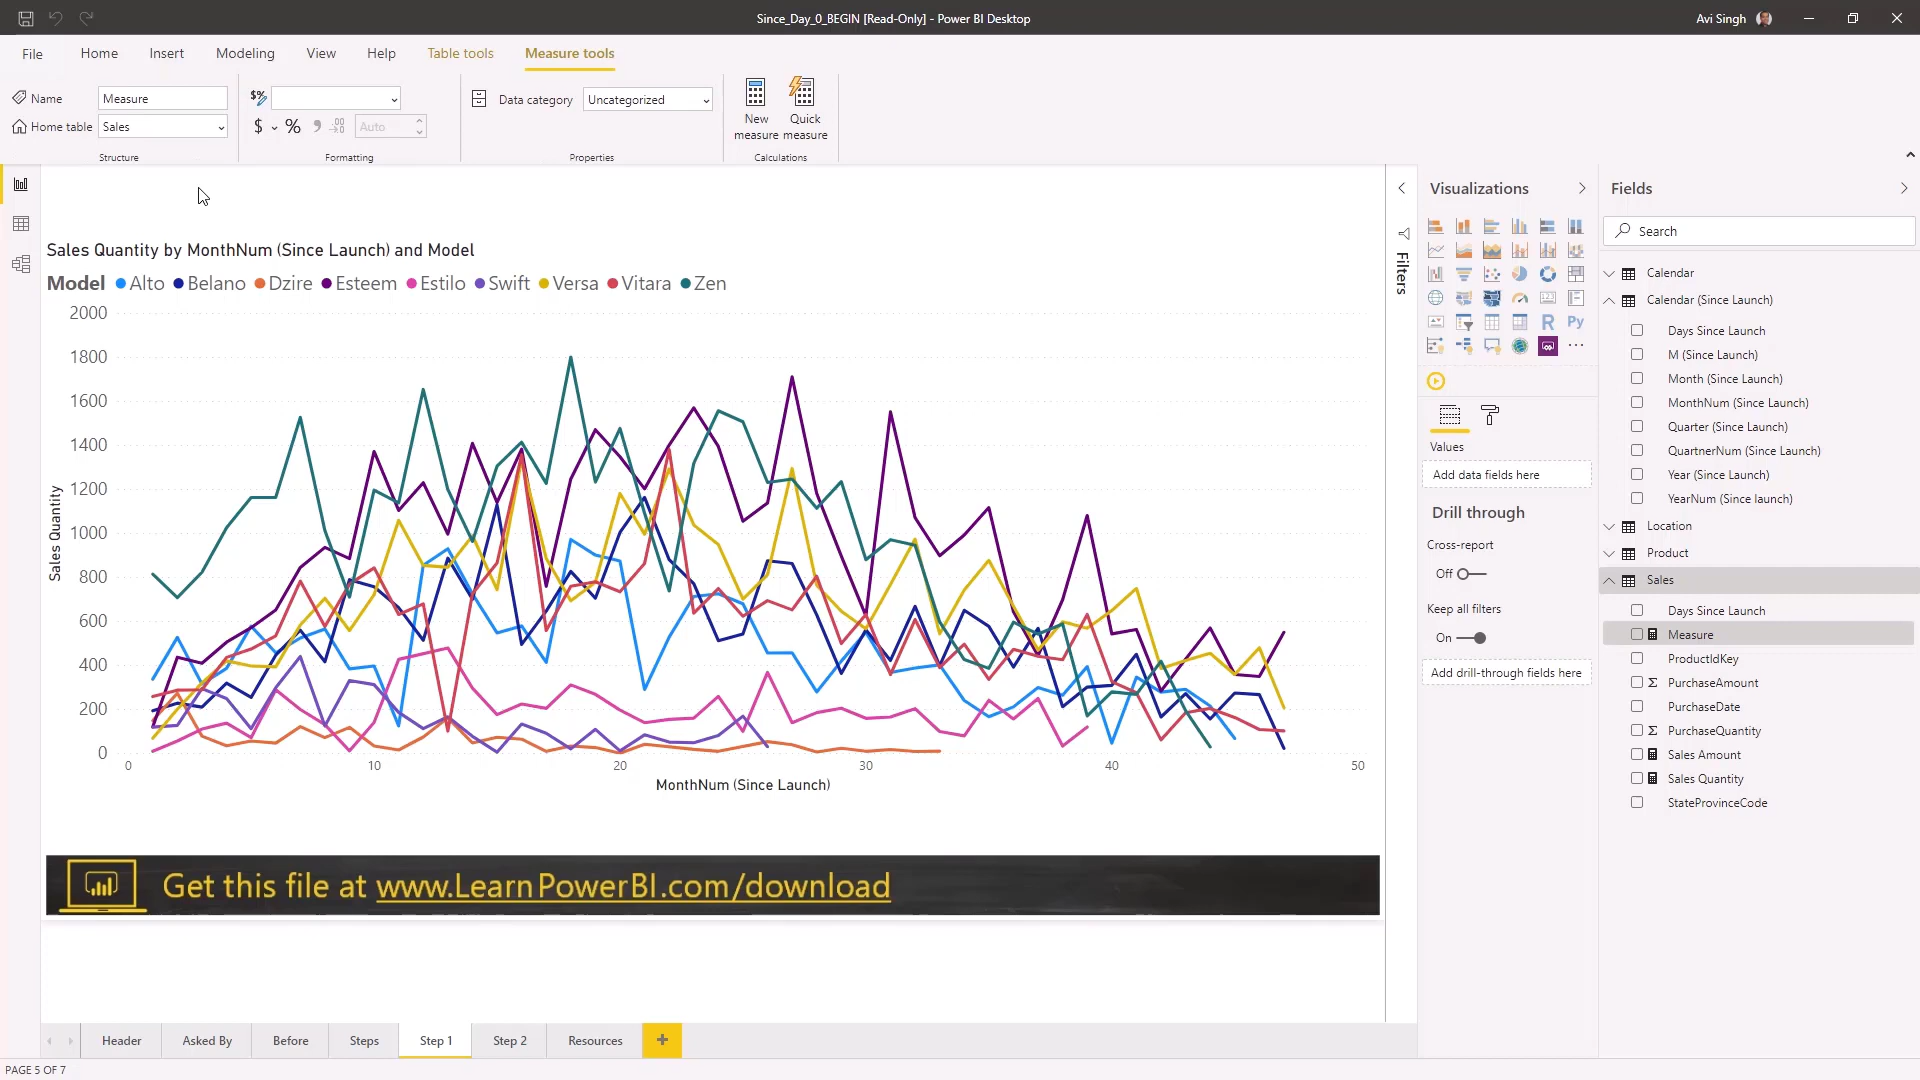 Since_Day_0_BEGIN [Read-Only] - Power BI Desktop
Avi Singh
File Home Insert Modeling View Help Table tools Measure tools
Name Measure
Home table Sales
Structure
$ % Auto
Formatting
Data category Uncategorized
Properties
New measure
Quick measure
Calculations
Sales Quantity by MonthNum (Since Launch) and Model
Model Alto Belano Dzire Esteem Estilo Swift Versa Vitara Zen
2000
1800
1600
1400
1200
1000
800
600
400
200
0
Sales Quantity
0 10 20 30 40 50
MonthNum (Since Launch)
Get this file at www.LearnPowerBI.com/download
Filters
Visualizations
R Py
Values
Add data fields here
Drill through
Cross-report
Off
Keep all filters
On
Add drill-through fields here
Fields
Search
Calendar
Calendar (Since Launch)
Days Since Launch
M (Since Launch)
Month (Since Launch)
MonthNum (Since Launch)
Quarter (Since Launch)
QuartnerNum (Since Launch)
Year (Since Launch)
YearNum (Since launch)
Location
Product
Sales
Days Since Launch
Measure
ProductIdKey
PurchaseAmount
PurchaseDate
PurchaseQuantity
Sales Amount
Sales Quantity
StateProvinceCode
Header Asked By Before Steps Step 1 Step 2 Resources +
PAGE 5 OF 7